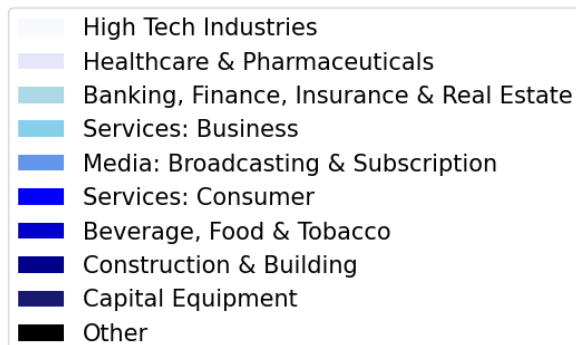 High Tech Industries
Healthcare & Pharmaceuticals
Banking, Finance, Insurance & Real Estate
Services: Business
Media: Broadcasting & Subscription
Services: Consumer
Beverage, Food & Tobacco
Construction & Building
Capital Equipment
Other